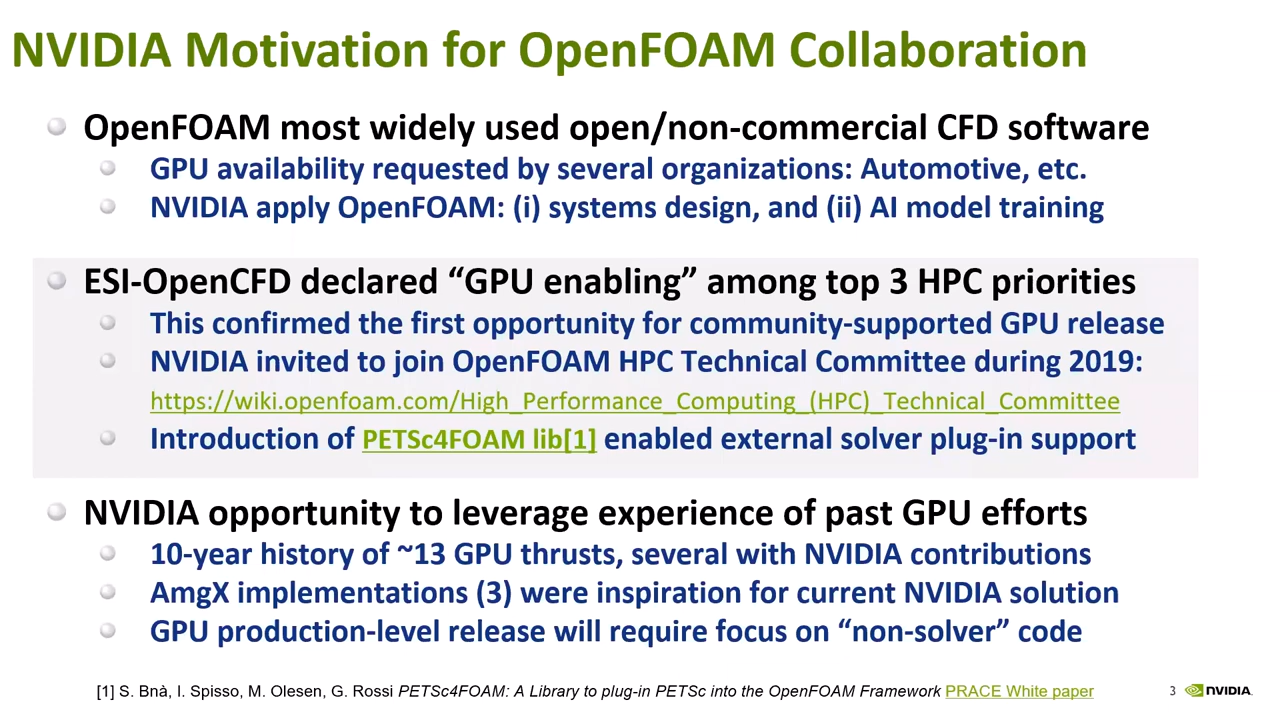 NVIDIA Motivation for OpenFOAM Collaboration
OpenFOAM most widely used open/non-commercial CFD software
GPU availability requested by several organizations: Automotive, etc.
NVIDIA apply OpenFOAM: (i) systems design, and (ii) AI model training
ESI-OpenCFD declared “GPU enabling” among top 3 HPC priorities
This confirmed the first opportunity for community-supported GPU release
NVIDIA invited to join OpenFOAM HPC Technical Committee during 2019:
https://wiki.openfoam.com/High_Performance_Computing_(HPC)_Technical_Committee
Introduction of PETSc4FOAM lib[1] enabled external solver plug-in support
NVIDIA opportunity to leverage experience of past GPU efforts
10-year history of ~13 GPU thrusts, several with NVIDIA contributions
AmgX implementations (3) were inspiration for current NVIDIA solution
GPU production-level release will require focus on “non-solver” code
[1] S. Bnà, I. Spisso, M. Olesen, G. Rossi PETSc4FOAM: A Library to plug-in PETSc into the OpenFOAM Framework PRACE White paper
3 NVIDIA.